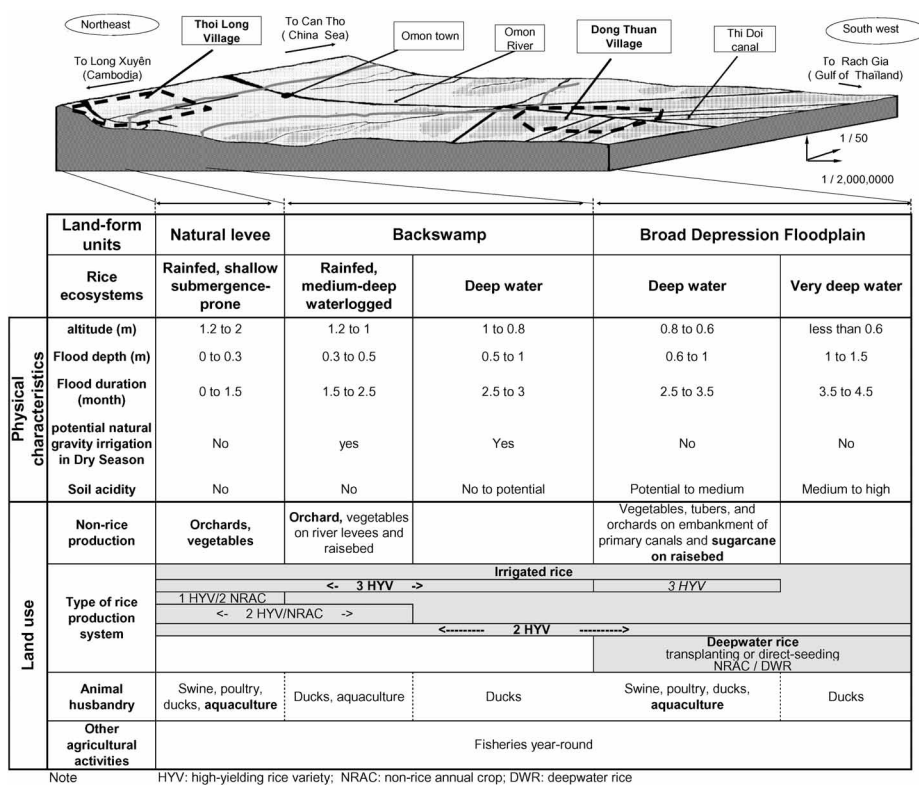 Northeast
Thoi Long
Village
To Can Tho
( China Sea)
Omon town
Omon
River
Dong Thuan
Village
Thi Doi
canal
South west
To Long Xuyên
(Cambodia)
To Rach Gia
( Gulf of Thaïland)
1 / 50
1 / 2,000,0000
Land-form
units
Natural levee
Backswamp
Broad Depression Floodplain
Rice
ecosystems
Rainfed, shallow
submergence-
prone
Rainfed,
medium-deep
waterlogged
Deep water
Deep water
Very deep water
Physical
characteristics
altitude (m)
1.2 to 2
1.2 to 1
1 to 0.8
0.8 to 0.6
less than 0.6
Flood depth (m)
0 to 0.3
0.3 to 0.5
0.5 to 1
0.6 to 1
1 to 1.5
Flood duration
(month)
0 to 1.5
1.5 to 2.5
2.5 to 3
2.5 to 3.5
3.5 to 4.5
potential natural
gravity irrigation
in Dry Season
No
yes
Yes
No
No
Soil acidity
No
No
No to potential
Potential to medium
Medium to high
Land use
Non-rice
production
Orchards,
vegetables
Orchard, vegetables
on river levees and
raisebed
Vegetables, tubers, and
orchards on embankment of
primary canals and sugarcane
on raisebed
Type of rice
production
system
Irrigated rice
<- 3 HYV ->
3 HYV
1 HYV/2 NRAC
<- 2 HYV/NRAC ->
<--------- 2 HYV ---------->
Deepwater rice
transplanting or direct-seeding
NRAC / DWR
Animal
husbandry
Swine, poultry,
ducks, aquaculture
Ducks, aquaculture
Ducks
Swine, poultry, ducks,
aquaculture
Ducks
Other
agricultural
activities
Fisheries year-round
Note HYV: high-yielding rice variety; NRAC: non-rice annual crop; DWR: deepwater rice